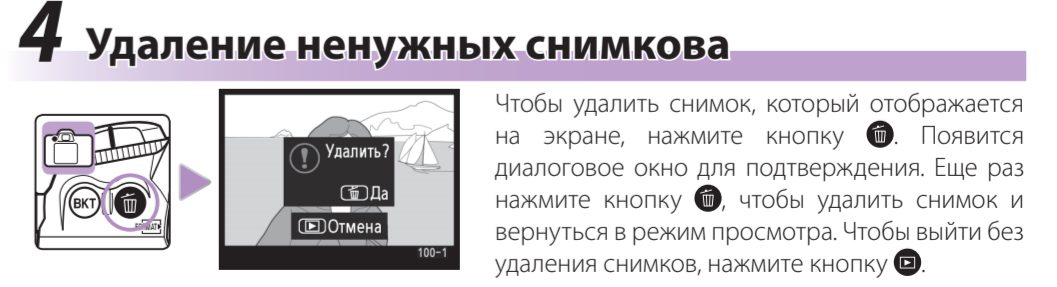 4 Удаление ненужных снимкова
BKT
FORMAT
Удалить?
Да
Отмена
100-1
Чтобы удалить снимок, который отображается
на экране, нажмите кнопку . Появится
диалоговое окно для подтверждения. Еще раз
нажмите кнопку , чтобы удалить снимок и
вернуться в режим просмотра. Чтобы выйти без
удаления снимков, нажмите кнопку .